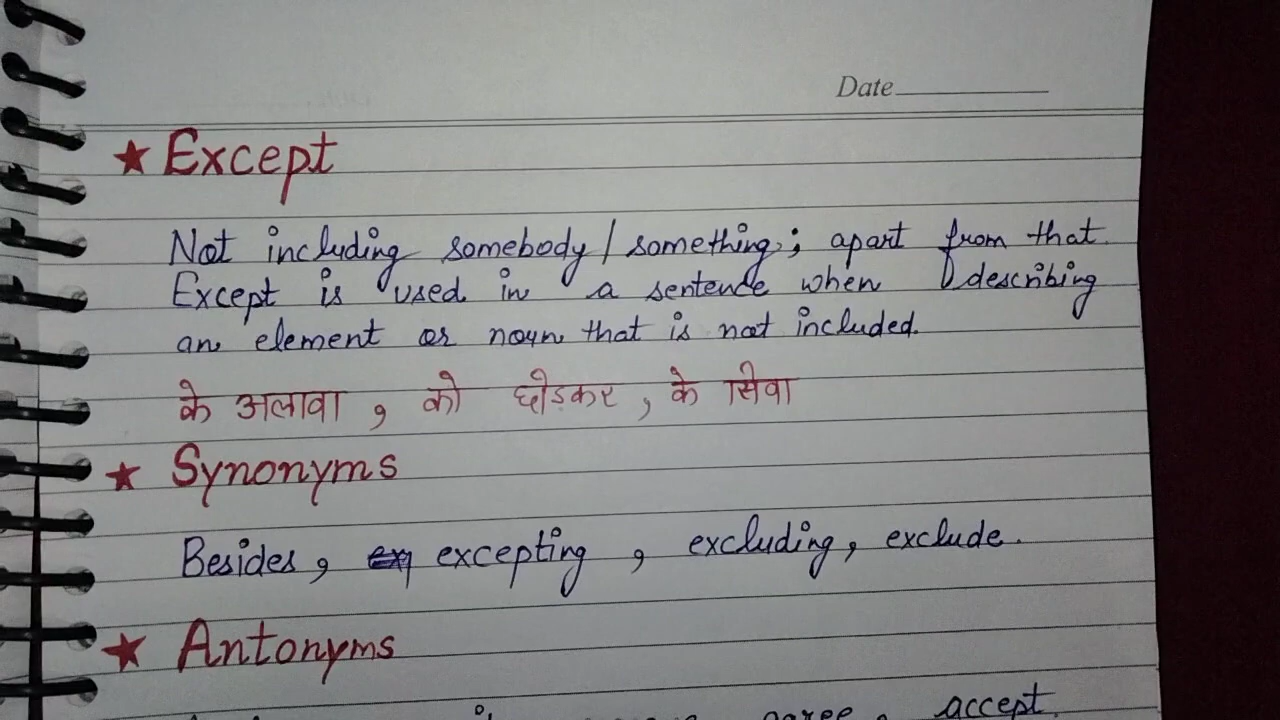 Date
★ Except
Not including somebody / something; apart from that.
Except is used in a sentence when describing
an element or noun that is not included.
के अलावा, को छोड़कर, के सिवा
★ Synonyms
Besides, excepting, excluding, exclude.
★ Antonyms
agree, accept